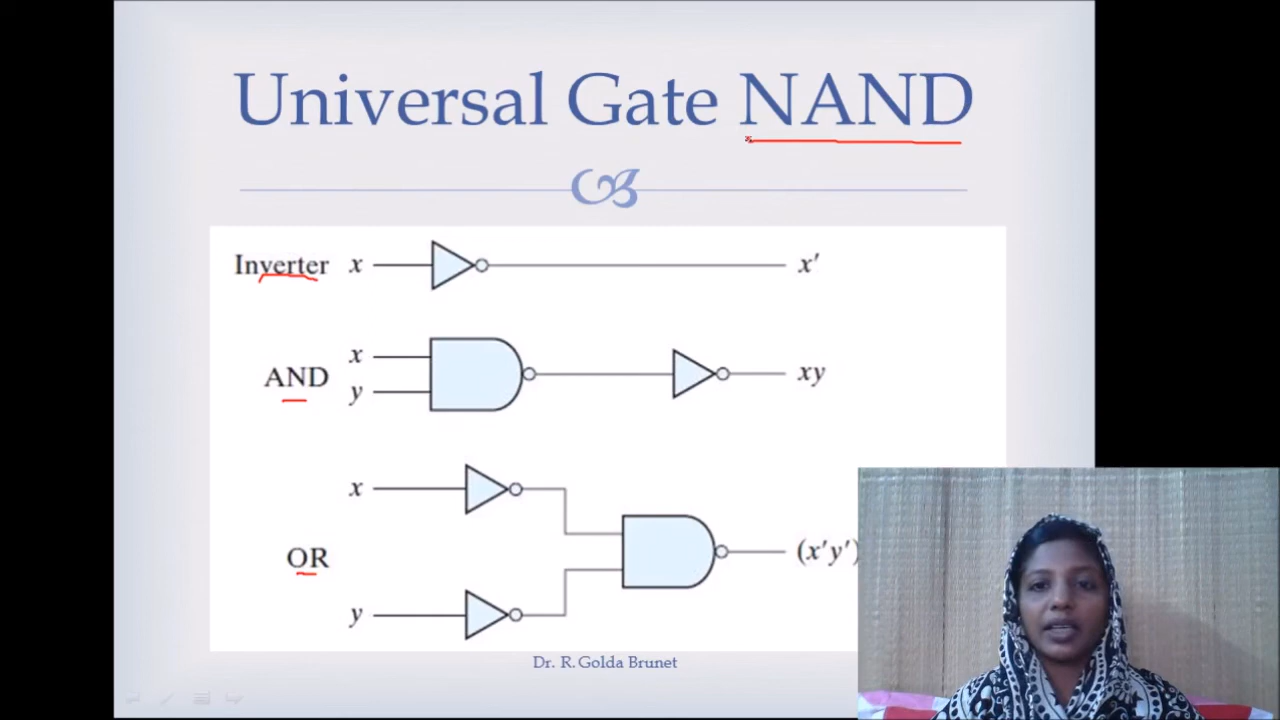 Universal Gate NAND
Inverter x x′
AND x y xy
x
OR (x′y′)
y
Dr. R.Golda Brunet